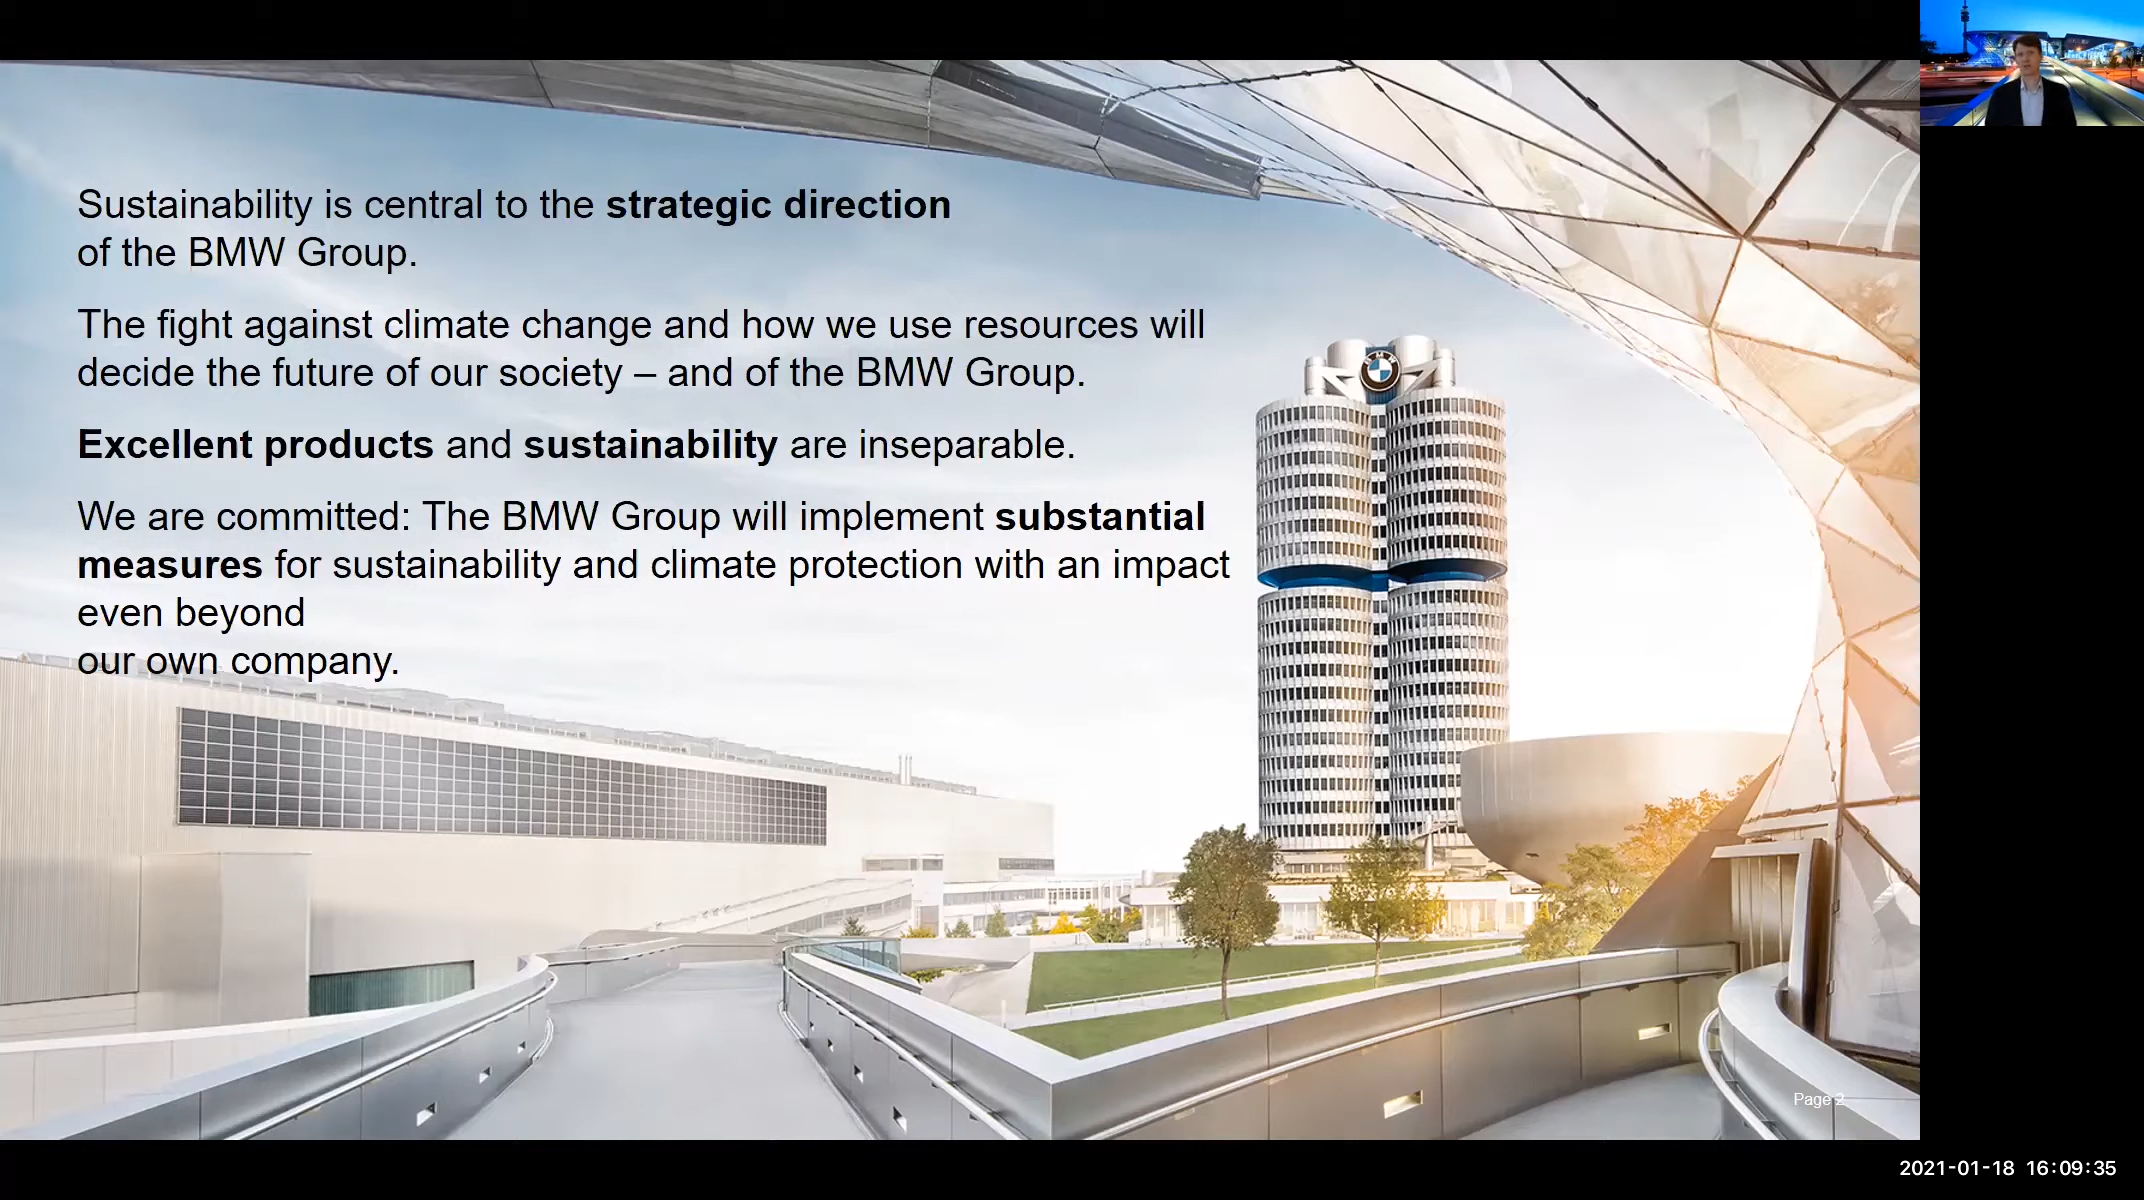 Sustainability is central to the strategic direction
of the BMW Group.
The fight against climate change and how we use resources will
decide the future of our society – and of the BMW Group.
Excellent products and sustainability are inseparable.
We are committed: The BMW Group will implement substantial
measures for sustainability and climate protection with an impact
even beyond
our own company.
BMW
Page 2
2021-01-18 16:09:35